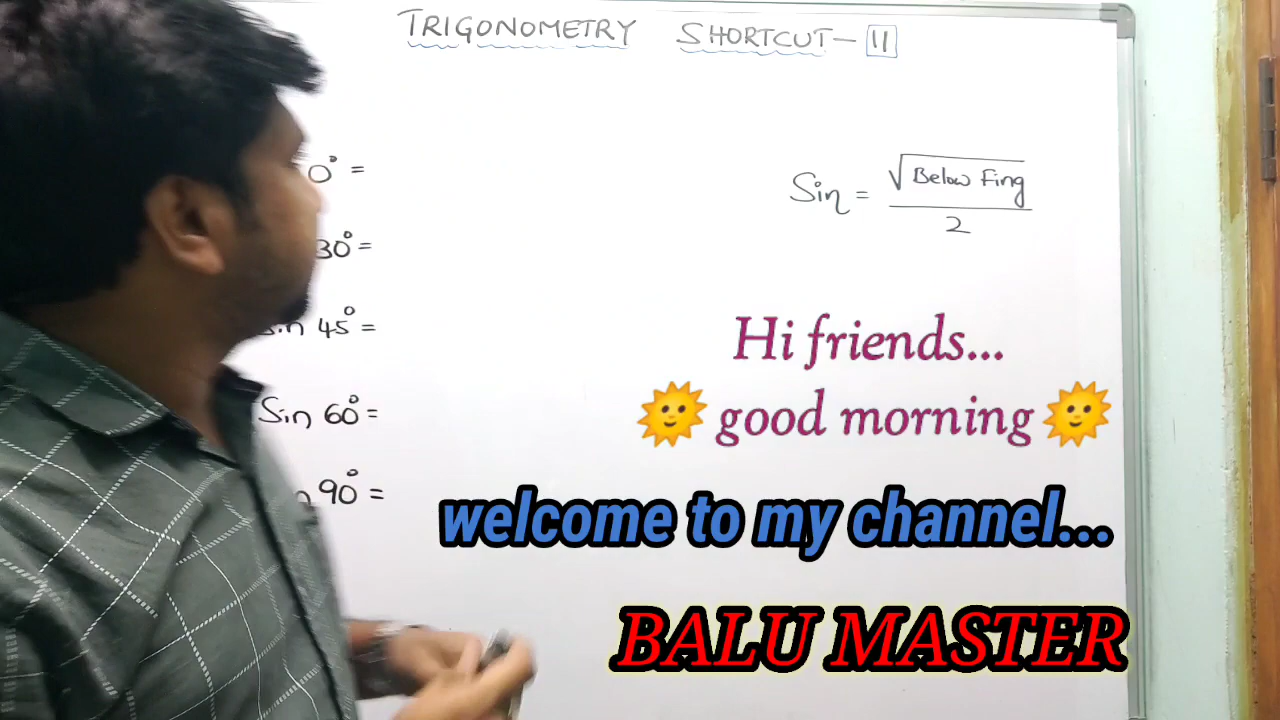 TRIGONOMETRY SHORTCUT - 11
0° =
30° =
Sin 45° =
Sin 60° =
90° =
Sin = √Below Fing / 2
Hi friends...
🌞 good morning 🌞
welcome to my channel...
BALU MASTER